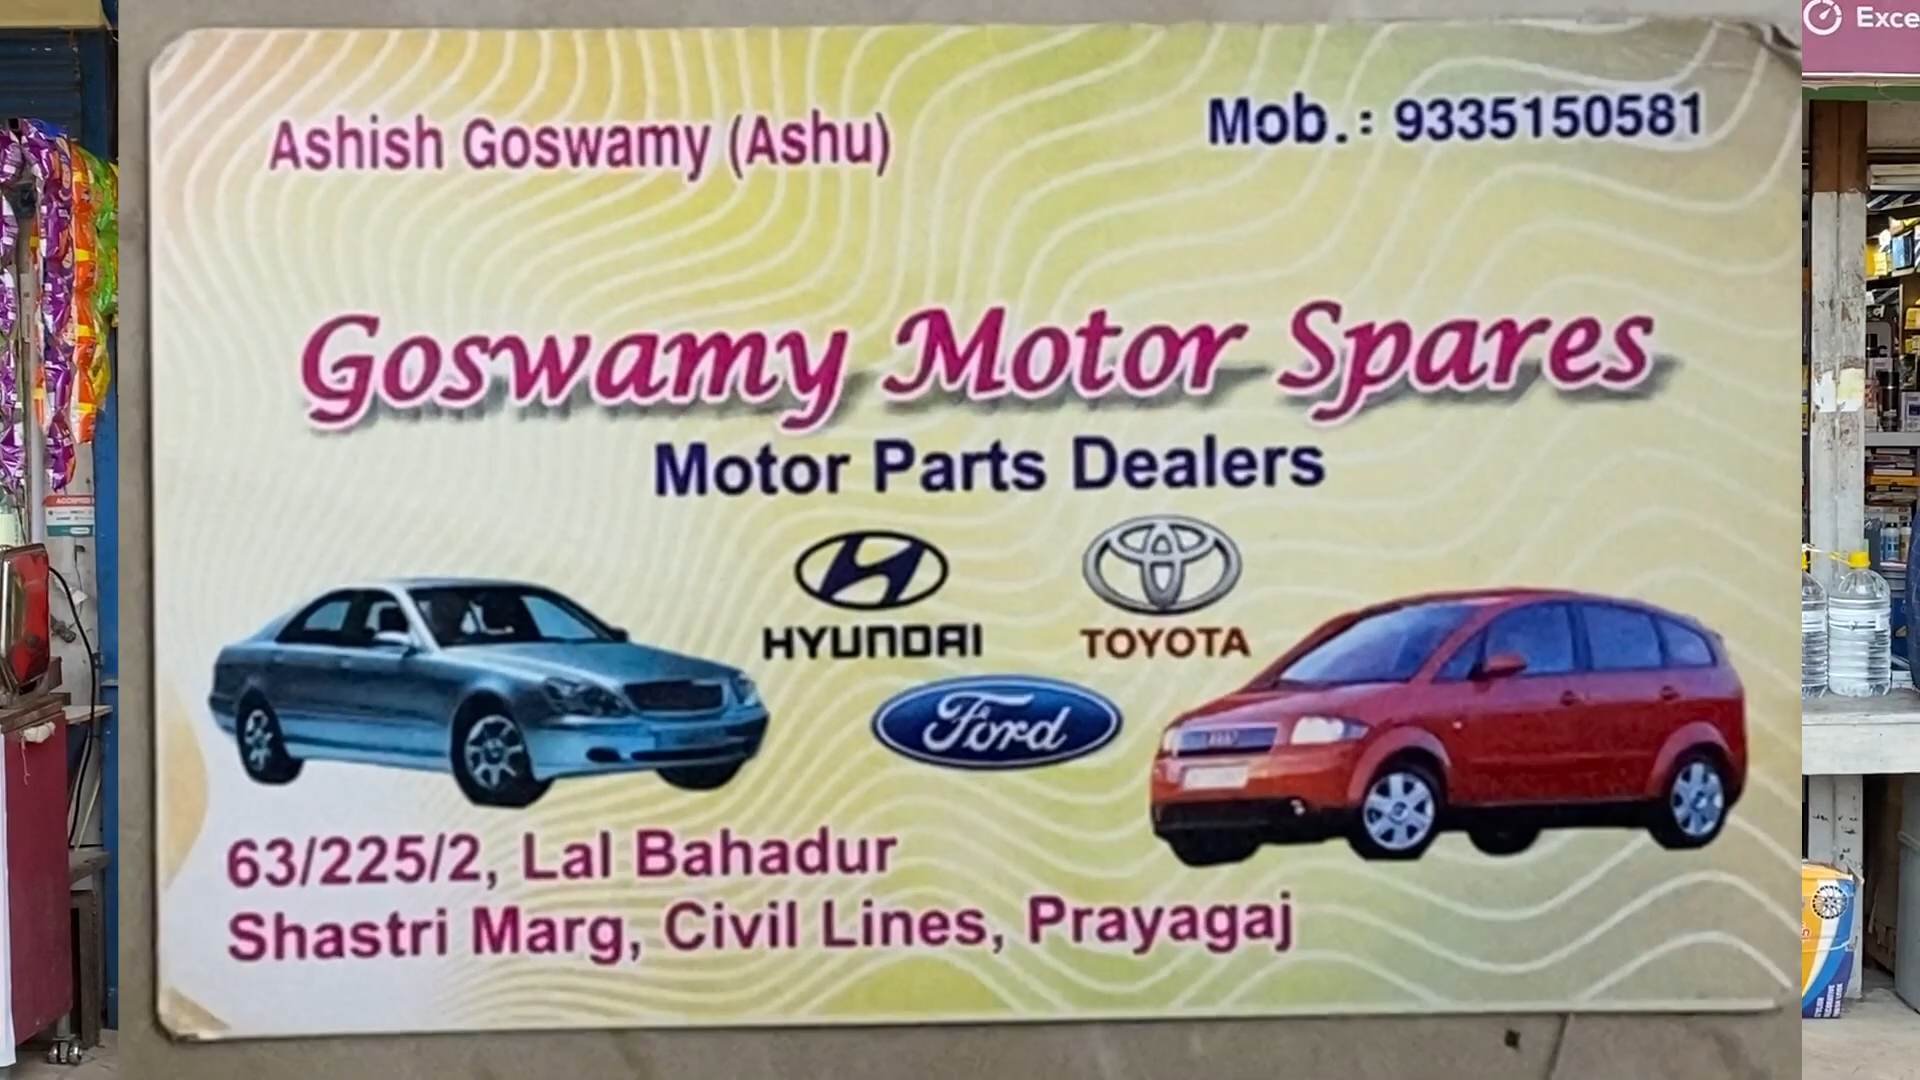 Exce
Ashish Goswamy (Ashu)
Mob.: 9335150581
Goswamy Motor Spares
Motor Parts Dealers
HYUNDAI
TOYOTA
Ford
63/225/2, Lal Bahadur
Shastri Marg, Civil Lines, Prayagaj
ACCEPTED